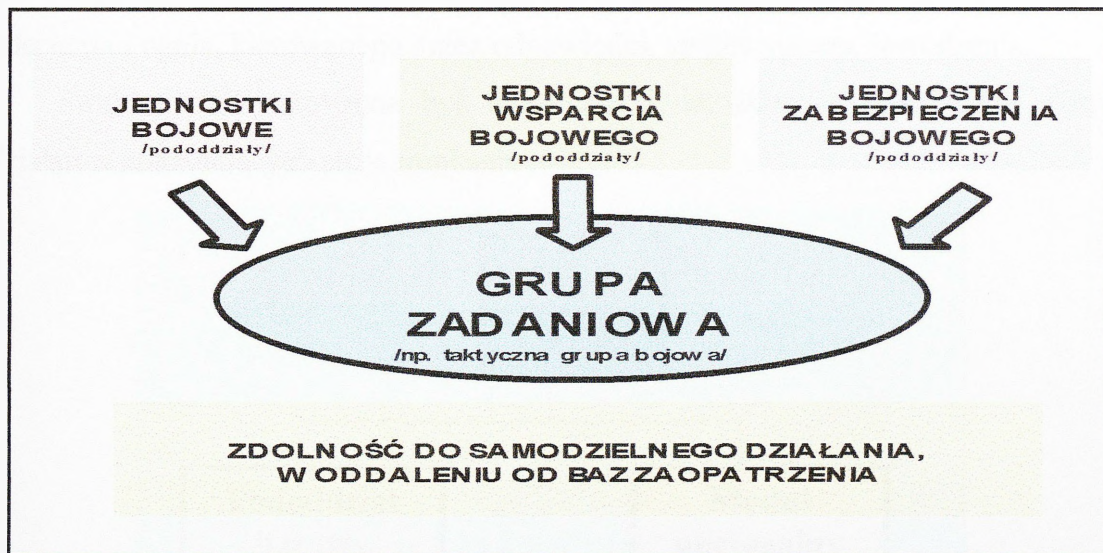 JEDNOSTKI
BOJOWE
/pododdziały/
JEDNOSTKI
WSPARCIA
BOJOWEGO
/pododdziały/
JEDNOSTKI
ZABEZPIECZENIA
BOJOWEGO
/pododdziały/
GRUPA
ZADANIOWA
/np. taktyczna grupa bojowa/
ZDOLNOŚĆ DO SAMODZIELNEGO DZIAŁANIA,
W ODDALENIU OD BAZ ZAOPATRZENIA